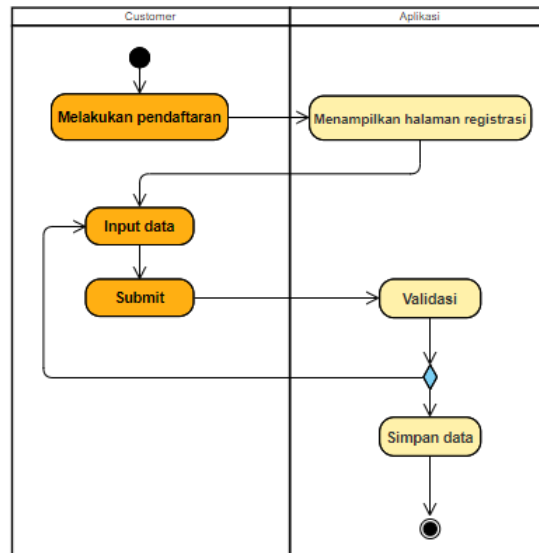 Customer
Aplikasi
Melakukan pendaftaran
Menampilkan halaman registrasi
Input data
Submit
Validasi
Simpan data